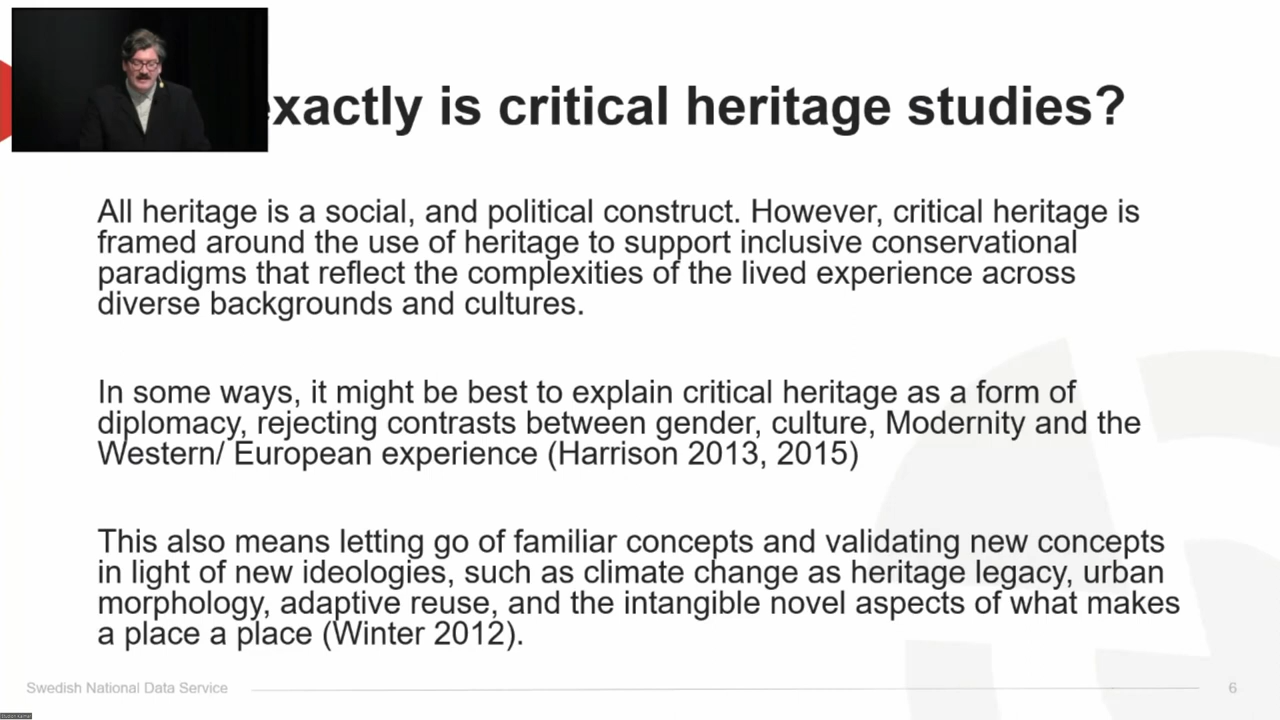 exactly is critical heritage studies?
All heritage is a social, and political construct. However, critical heritage is
framed around the use of heritage to support inclusive conservational
paradigms that reflect the complexities of the lived experience across
diverse backgrounds and cultures.
In some ways, it might be best to explain critical heritage as a form of
diplomacy, rejecting contrasts between gender, culture, Modernity and the
Western/ European experience (Harrison 2013, 2015)
This also means letting go of familiar concepts and validating new concepts
in light of new ideologies, such as climate change as heritage legacy, urban
morphology, adaptive reuse, and the intangible novel aspects of what makes
a place a place (Winter 2012).
Swedish National Data Service
6